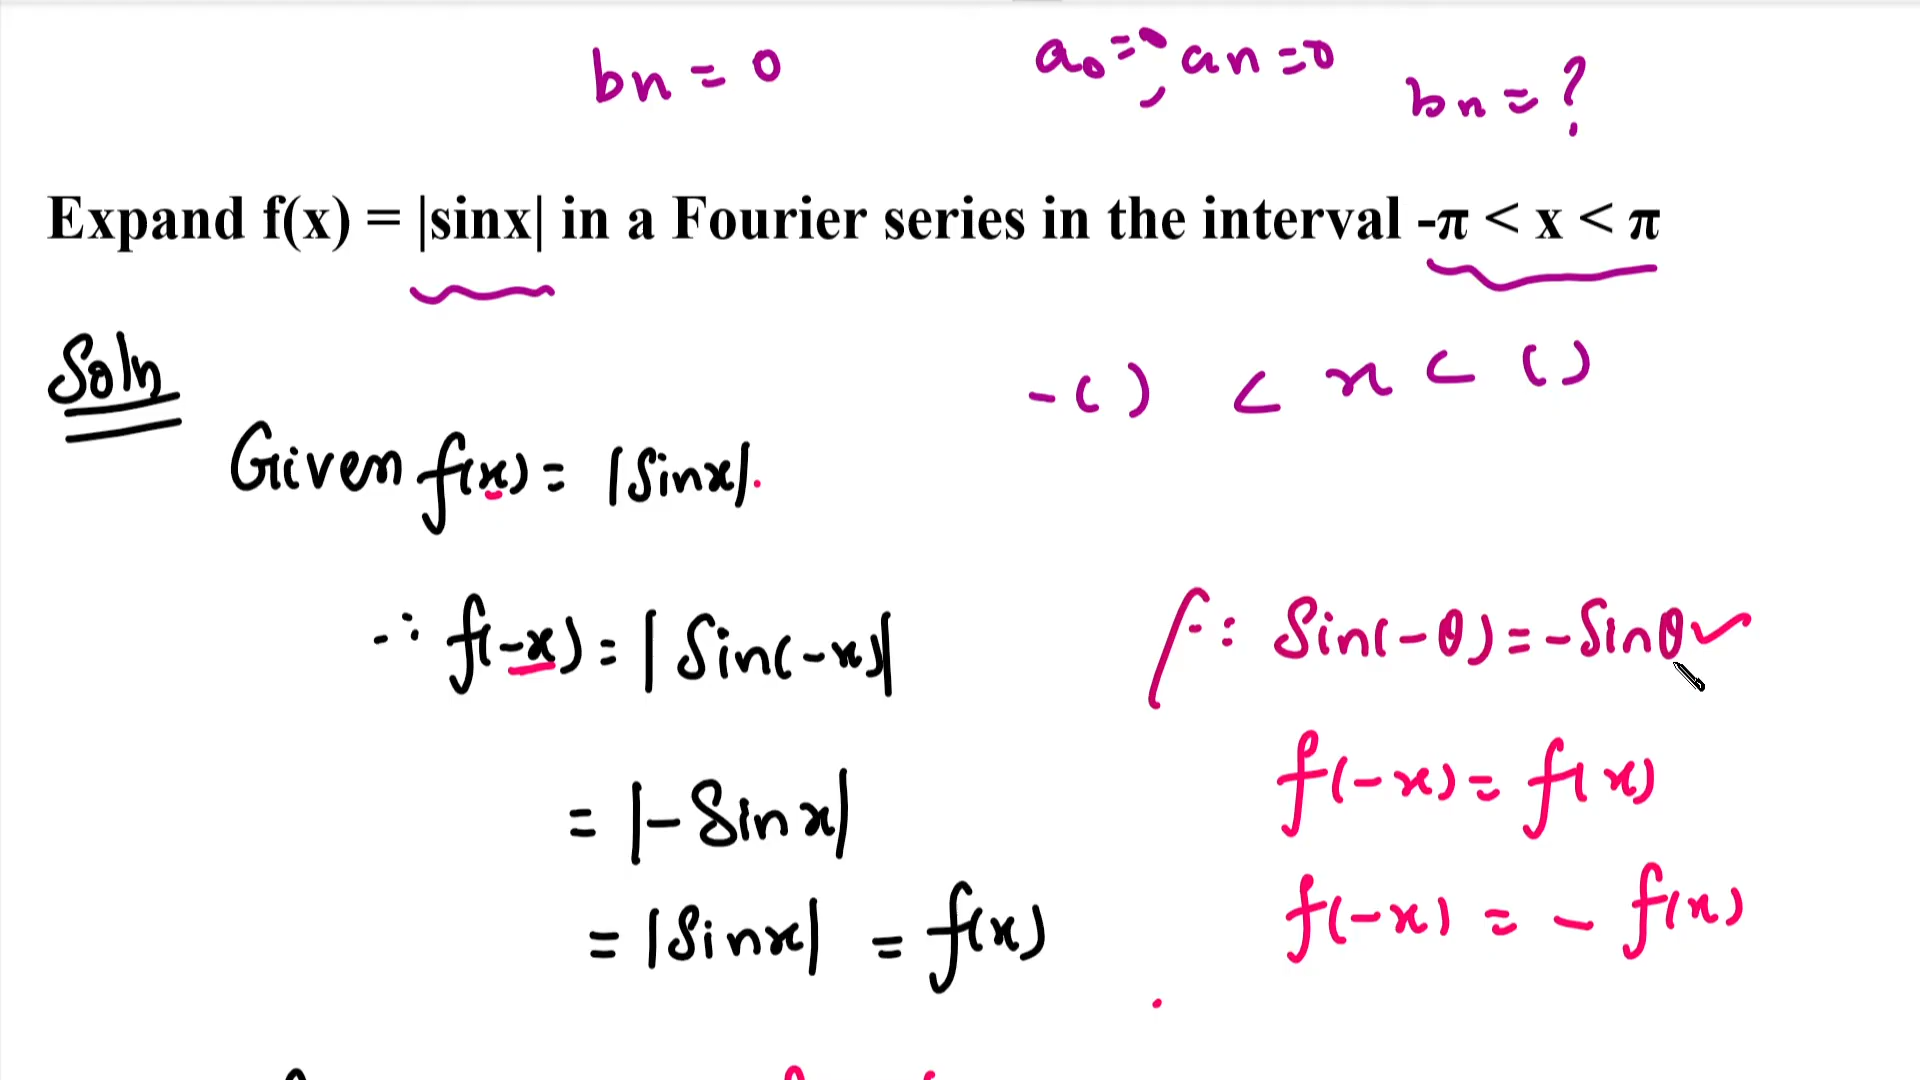 bn = 0
a0 = 0, an = 0
bn = ?
Expand f(x) = |sinx| in a Fourier series in the interval -π < x < π
Soln
-( ) < x < ( )
Given f(x) = |Sinx|.
∴ f(-x) = |Sin(-x)|
[∵ Sin(-θ) = -Sinθ
f(-x) = f(x)
= |-Sinx|
f(-x) = - f(x)
= |Sinx| = f(x)